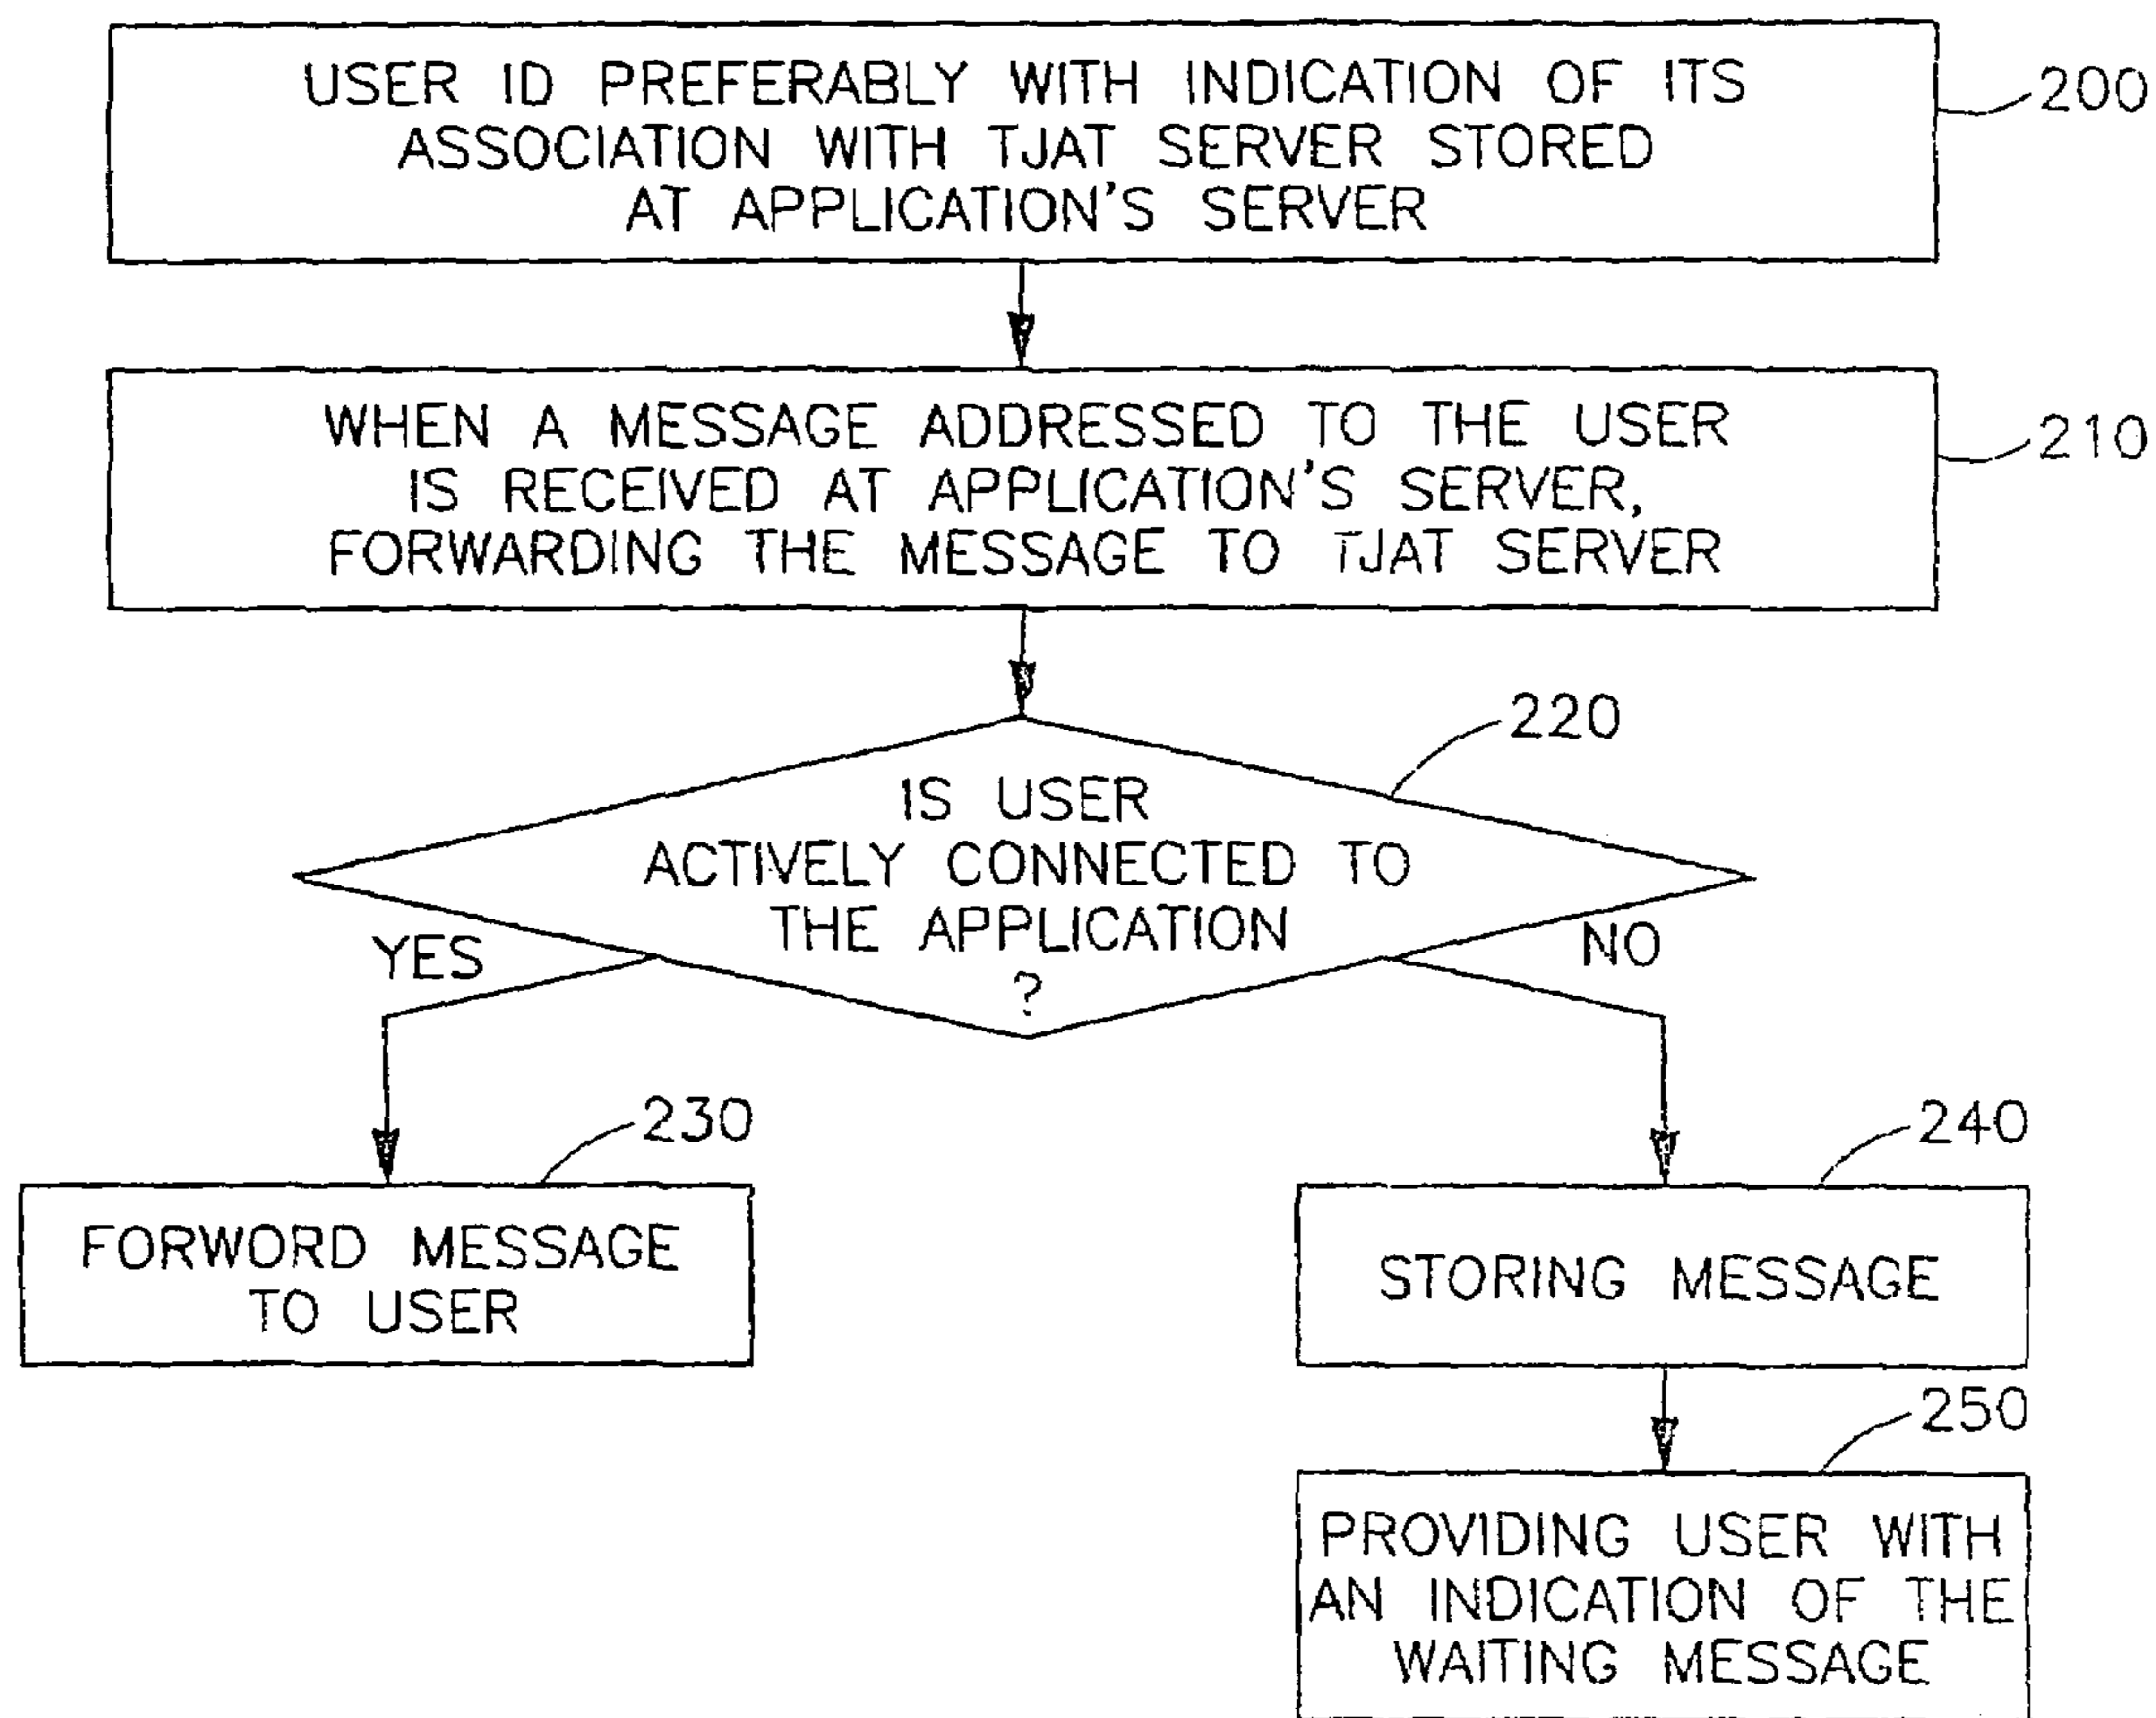 USER ID PREFERABLY WITH INDICATION OF ITS
ASSOCIATION WITH TJAT SERVER STORED
AT APPLICATION'S SERVER
200
WHEN A MESSAGE ADDRESSED TO THE USER
IS RECEIVED AT APPLICATION'S SERVER,
FORWARDING THE MESSAGE TO TJAT SERVER
210
220
IS USER
ACTIVELY CONNECTED TO
THE APPLICATION
?
YES
NO
230
FORWORD MESSAGE
TO USER
240
STORING MESSAGE
250
PROVIDING USER WITH
AN INDICATION OF THE
WAITING MESSAGE